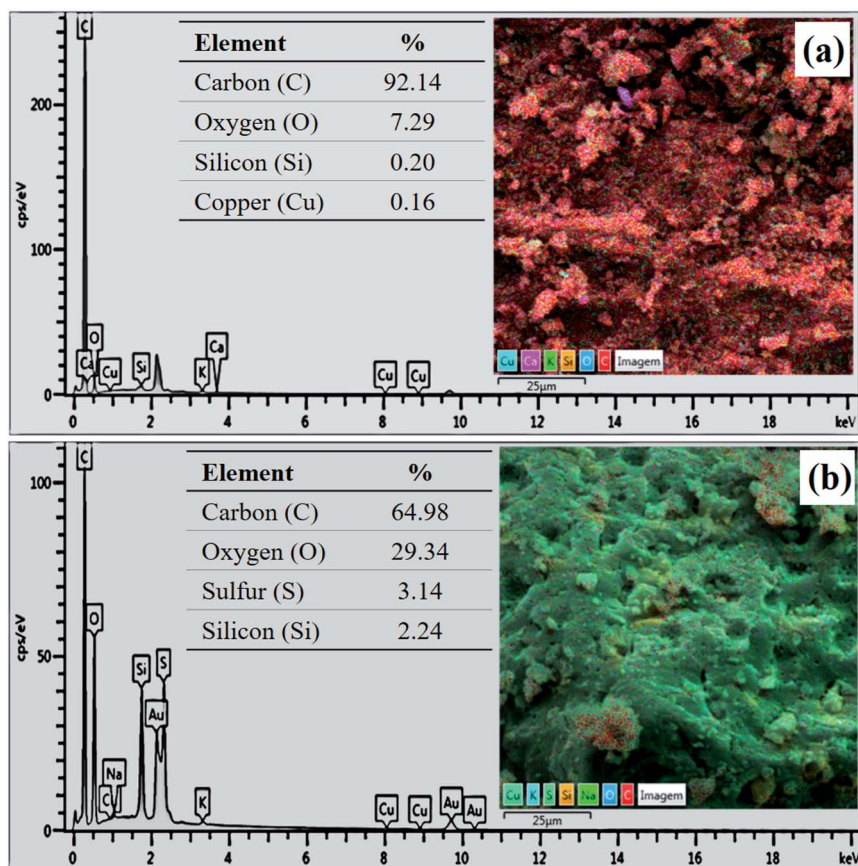 (a)
Element %
Carbon (C) 92.14
Oxygen (O) 7.29
Silicon (Si) 0.20
Copper (Cu) 0.16
cps/eV
200
100
0
C
O
Ca
Cu
Si
K
Ca
Cu
Cu
0 2 4 6 8 10 12 14 16 18 keV
Cu Ca K Si O C Imagem
25µm
(b)
Element %
Carbon (C) 64.98
Oxygen (O) 29.34
Sulfur (S) 3.14
Silicon (Si) 2.24
cps/eV
100
50
0
C
O
Na
Si
S
Au
K
Cu
Cu
Au
Au
0 2 4 6 8 10 12 14 16 18 keV
Cu K S Si Na O C Imagem
25µm